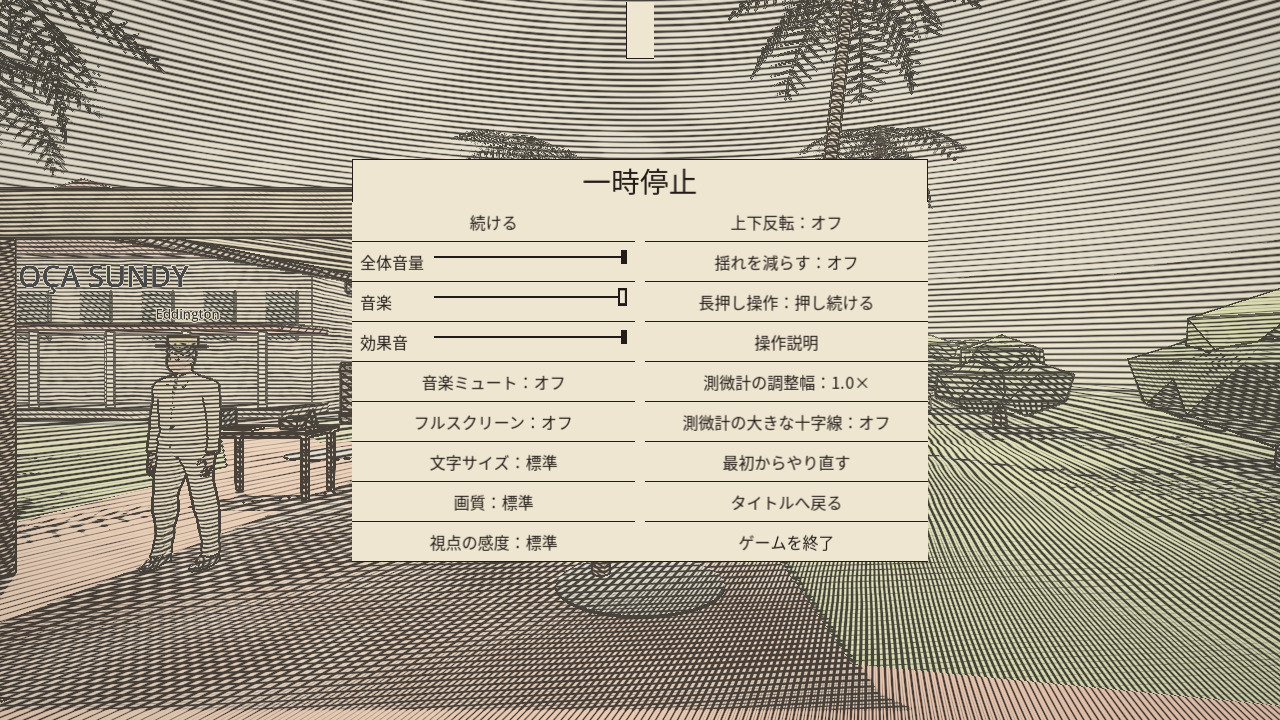 一時停止
続ける
全体音量
音楽
効果音
音楽ミュート：オフ
フルスクリーン：オフ
文字サイズ：標準
画質：標準
視点の感度：標準
上下反転：オフ
揺れを減らす：オフ
長押し操作：押し続ける
操作説明
測微計の調整幅：1.0×
測微計の大きな十字線：オフ
最初からやり直す
タイトルへ戻る
ゲームを終了
OÇA SUNDY
Eddington